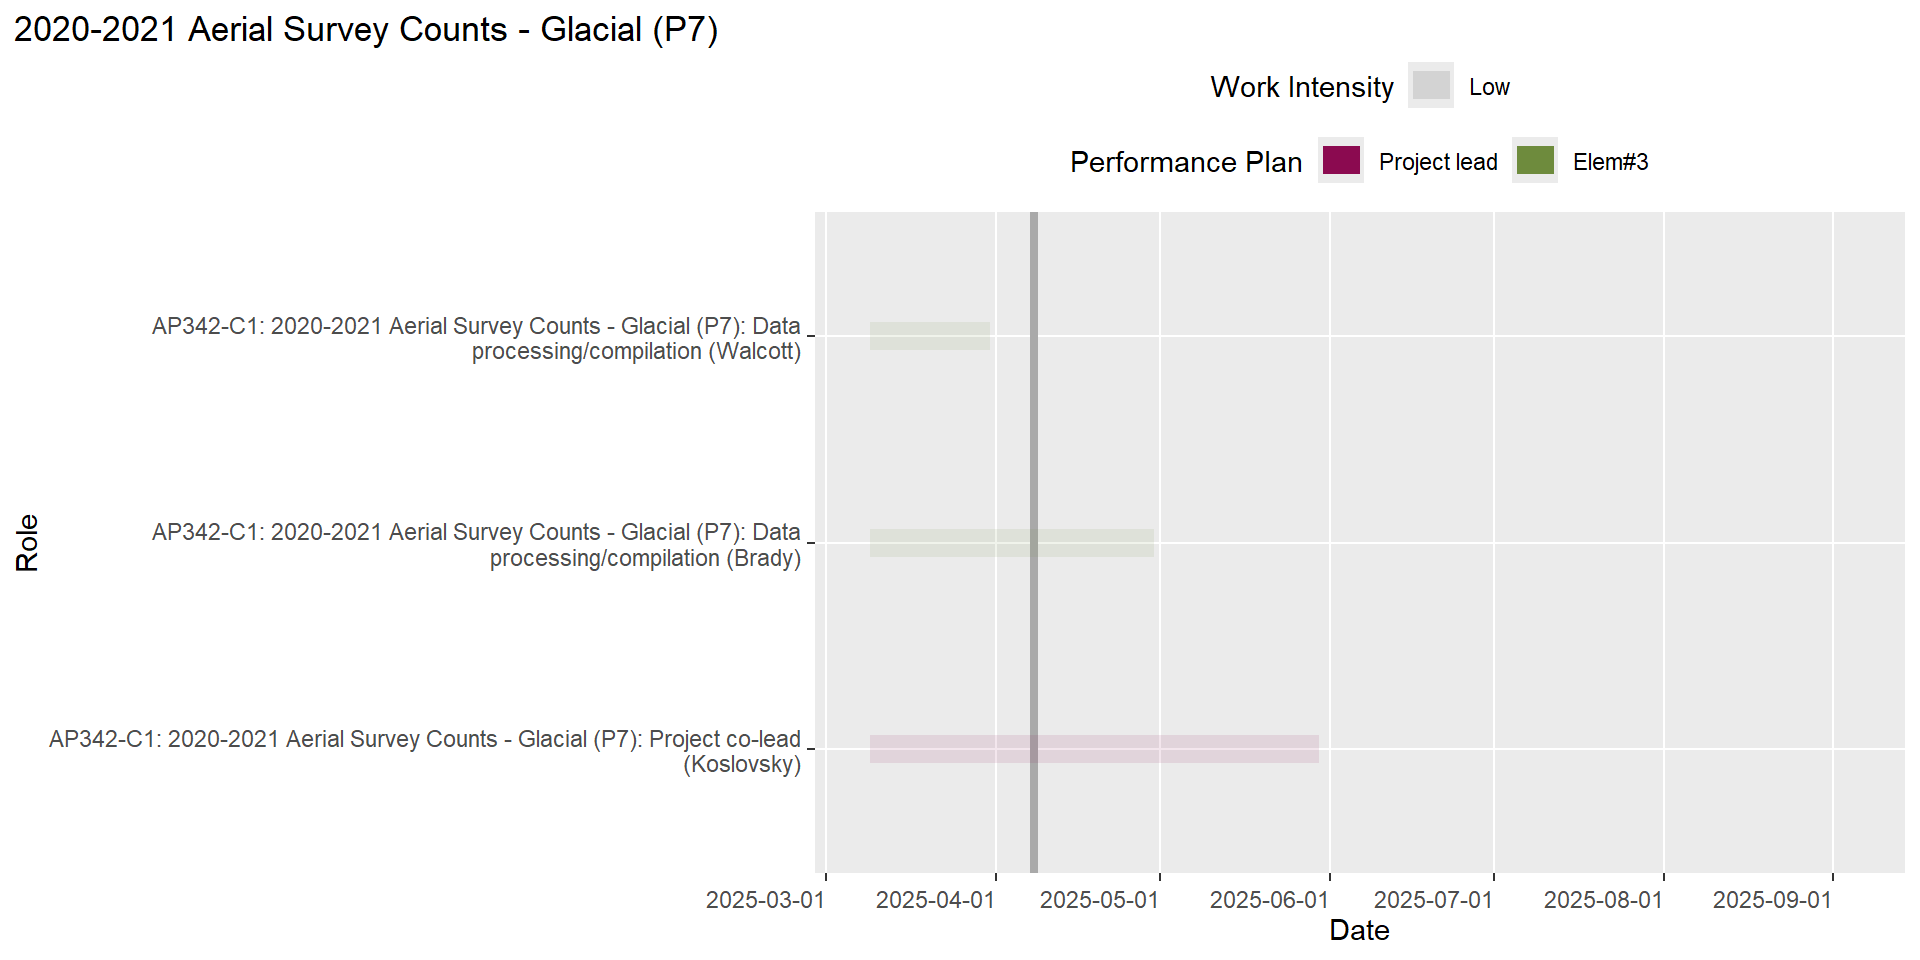 2020-2021 Aerial Survey Counts - Glacial (P7)
Work Intensity Low
Performance Plan Project lead Elem#3
Role
AP342-C1: 2020-2021 Aerial Survey Counts - Glacial (P7): Data
processing/compilation (Walcott)
AP342-C1: 2020-2021 Aerial Survey Counts - Glacial (P7): Data
processing/compilation (Brady)
AP342-C1: 2020-2021 Aerial Survey Counts - Glacial (P7): Project co-lead
(Koslovsky)
2025-03-01 2025-04-01 2025-05-01 2025-06-01 2025-07-01 2025-08-01 2025-09-01
Date